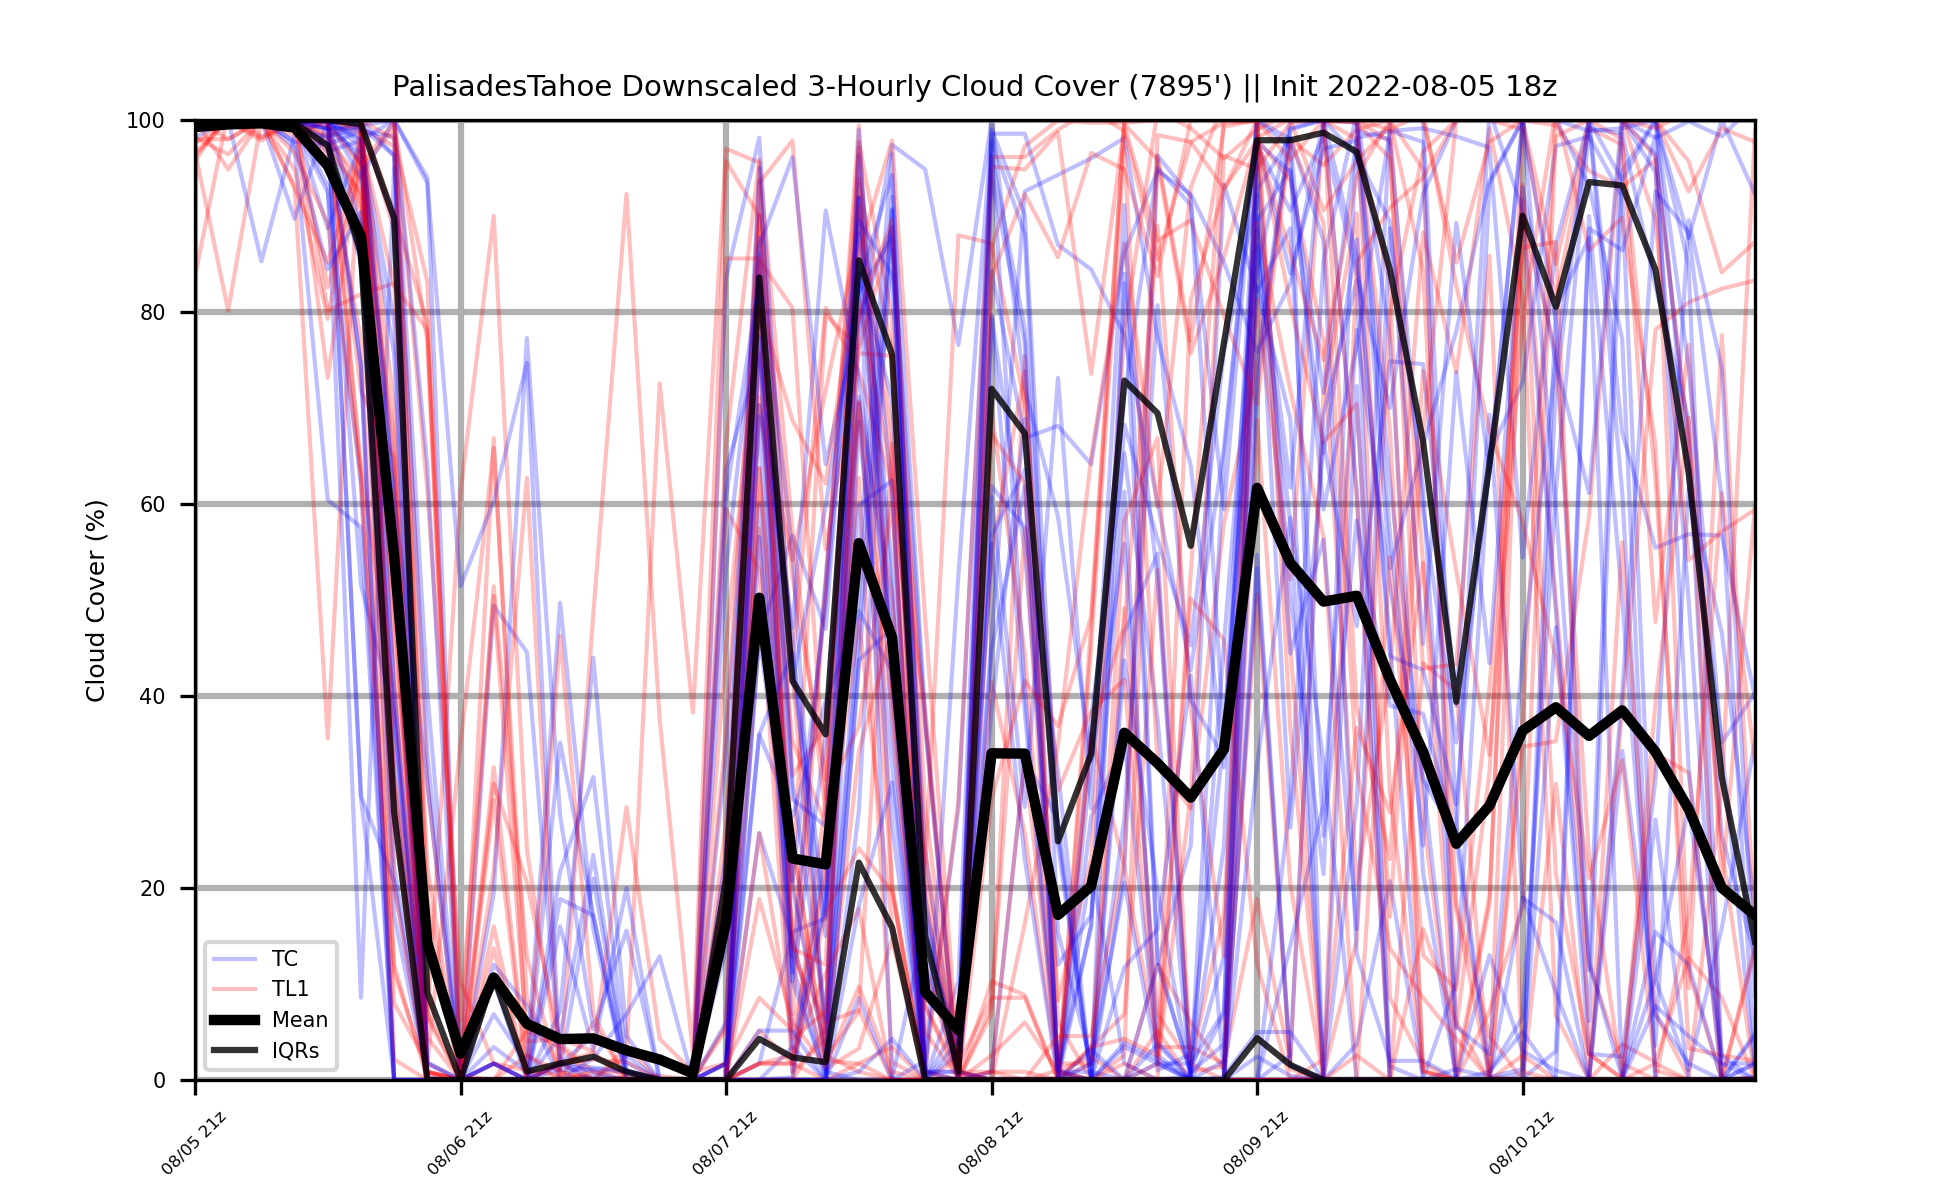 PalisadesTahoe Downscaled 3-Hourly Cloud Cover (7895') || Init 2022-08-05 18z
Cloud Cover (%)
100
80
60
40
20
0
TC
TL1
Mean
IQRs
08/05 21z
08/06 21z
08/07 21z
08/08 21z
08/09 21z
08/10 21z